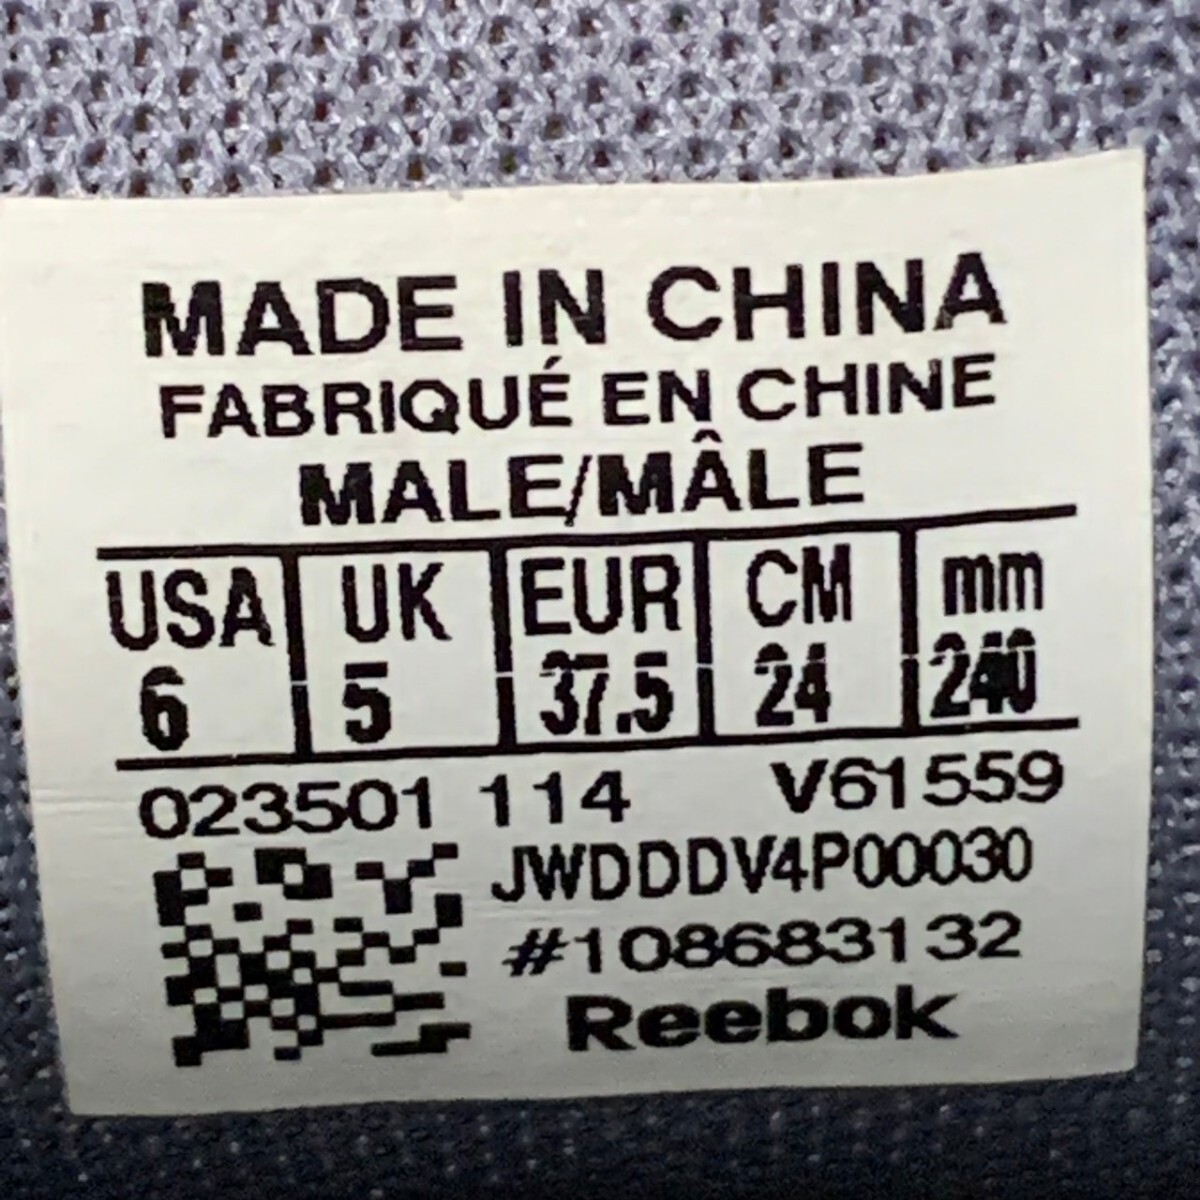 MADE IN CHINA
FABRIQUÉ EN CHINE
MALE/MÂLE
USA UK EUR CM mm
6 5 37.5 24 240
023501 114 V61559
JWDDDV4P00030
#108683132
Reebok